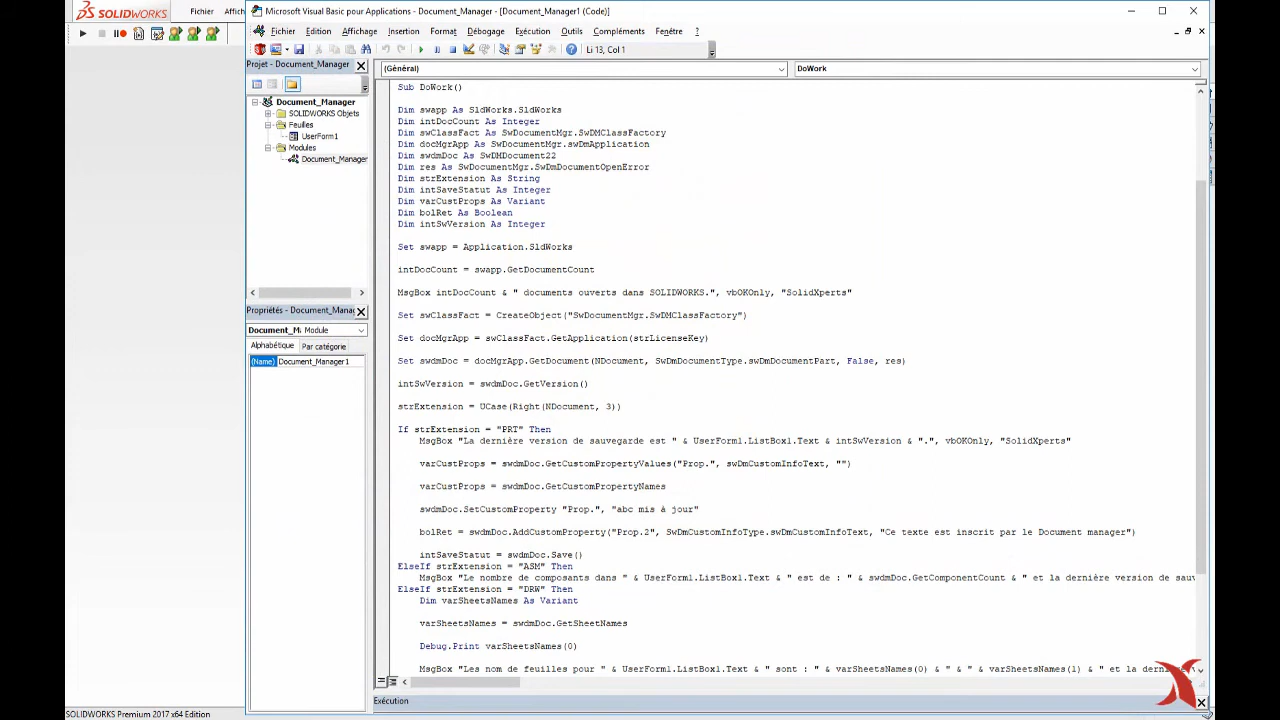 SOLIDWORKS Fichier Affich
Microsoft Visual Basic pour Applications - Document_Manager - [Document_Manager1 (Code)]
Fichier Edition Affichage Insertion Format Débogage Exécution Outils Compléments Fenêtre ?
Li 13, Col 1
Projet - Document_Manager
(Général) DoWork
Document_Manager
SOLIDWORKS Objets
Feuilles
UserForm1
Modules
Document_Manager
Propriétés - Document_Mana
Document_M Module
Alphabétique Par catégorie
(Name) Document_Manager1
Sub DoWork()
Dim swapp As SldWorks.SldWorks
Dim intDocCount As Integer
Dim swClassFact As SwDocumentMgr.SwDMClassFactory
Dim docMgrApp As SwDocumentMgr.swDmApplication
Dim swdmDoc As SwDMDocument22
Dim res As SwDocumentMgr.SwDmDocumentOpenError
Dim strExtension As String
Dim intSaveStatut As Integer
Dim varCustProps As Variant
Dim bolRet As Boolean
Dim intSwVersion As Integer
Set swapp = Application.SldWorks
intDocCount = swapp.GetDocumentCount
MsgBox intDocCount & " documents ouverts dans SOLIDWORKS.", vbOKOnly, "SolidXperts"
Set swClassFact = CreateObject("SwDocumentMgr.SwDMClassFactory")
Set docMgrApp = swClassFact.GetApplication(strLicenseKey)
Set swdmDoc = docMgrApp.GetDocument(NDocument, SwDmDocumentType.swDmDocumentPart, False, res)
intSwVersion = swdmDoc.GetVersion()
strExtension = UCase(Right(NDocument, 3))
If strExtension = "PRT" Then
MsgBox "La dernière version de sauvegarde est " & UserForm1.ListBox1.Text & intSwVersion & ".", vbOKOnly, "SolidXperts"
varCustProps = swdmDoc.GetCustomPropertyValues("Prop.", swDmCustomInfoText, "")
varCustProps = swdmDoc.GetCustomPropertyNames
swdmDoc.SetCustomProperty "Prop.", "abc mis à jour"
bolRet = swdmDoc.AddCustomProperty("Prop.2", SwDmCustomInfoType.swDmCustomInfoText, "Ce texte est inscrit par le Document manager")
intSaveStatut = swdmDoc.Save()
ElseIf strExtension = "ASM" Then
MsgBox "Le nombre de composants dans " & UserForm1.ListBox1.Text & " est de : " & swdmDoc.GetComponentCount & " et la dernière version de sauv
ElseIf strExtension = "DRW" Then
Dim varSheetsNames As Variant
varSheetsNames = swdmDoc.GetSheetNames
Debug.Print varSheetsNames(0)
MsgBox "Les nom de feuilles pour " & UserForm1.ListBox1.Text & " sont : " & varSheetsNames(0) & " & " & varSheetsNames(1) & " et la dern
Exécution
SOLIDWORKS Premium 2017 x64 Edition